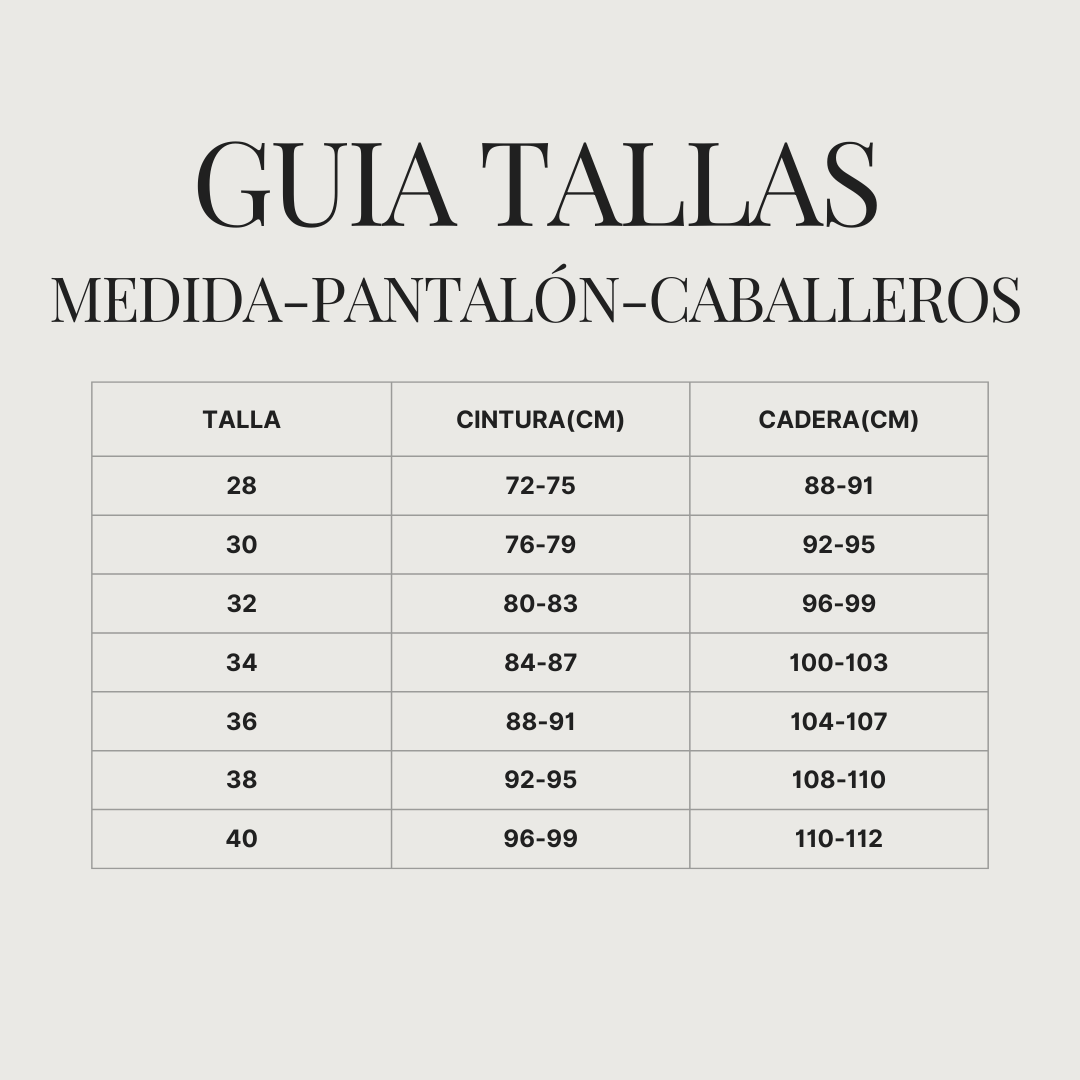 GUIA TALLAS
MEDIDA-PANTALÓN-CABALLEROS
TALLA CINTURA(CM) CADERA(CM)
28 72-75 88-91
30 76-79 92-95
32 80-83 96-99
34 84-87 100-103
36 88-91 104-107
38 92-95 108-110
40 96-99 110-112